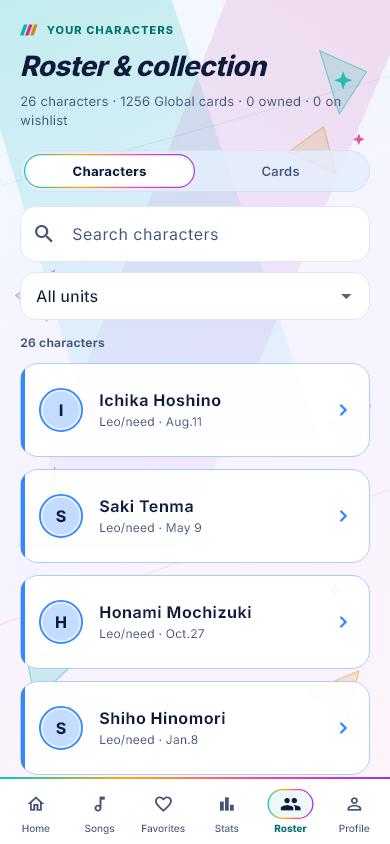 YOUR CHARACTERS
Roster & collection
26 characters · 1256 Global cards · 0 owned · 0 on
wishlist
Characters
Cards
Search characters
All units
26 characters
I
Ichika Hoshino
Leo/need · Aug.11
S
Saki Tenma
Leo/need · May 9
H
Honami Mochizuki
Leo/need · Oct.27
S
Shiho Hinomori
Leo/need · Jan.8
Home
Songs
Favorites
Stats
Roster
Profile